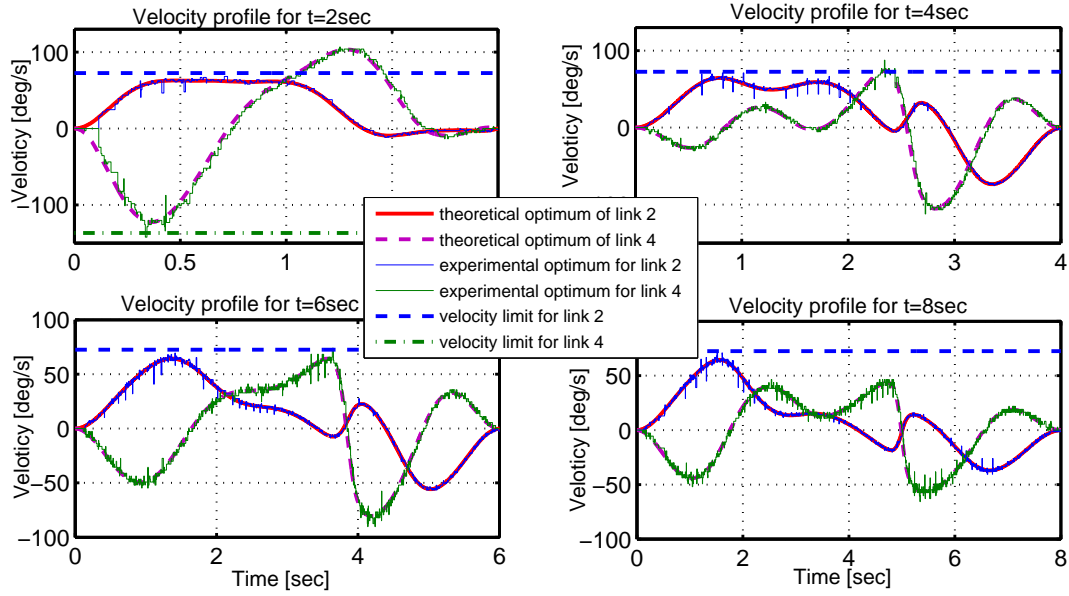 Velocity profile for t=2sec
Velocity profile for t=4sec
100
0
−100
Veloticy [deg/s]
0
0.5
1
100
0
Veloticy [deg/s]
0
1
2
3
4
theoretical optimum of link 2
theoretical optimum of link 4
experimental optimum for link 2
experimental optimum for link 4
velocity limit for link 2
velocity limit for link 4
Velocity profile for t=6sec
Velocity profile for t=8sec
100
50
0
−50
−100
Veloticy [deg/s]
0
2
4
6
Time [sec]
50
0
−50
−100
Veloticy [deg/s]
0
2
4
6
8
Time [sec]